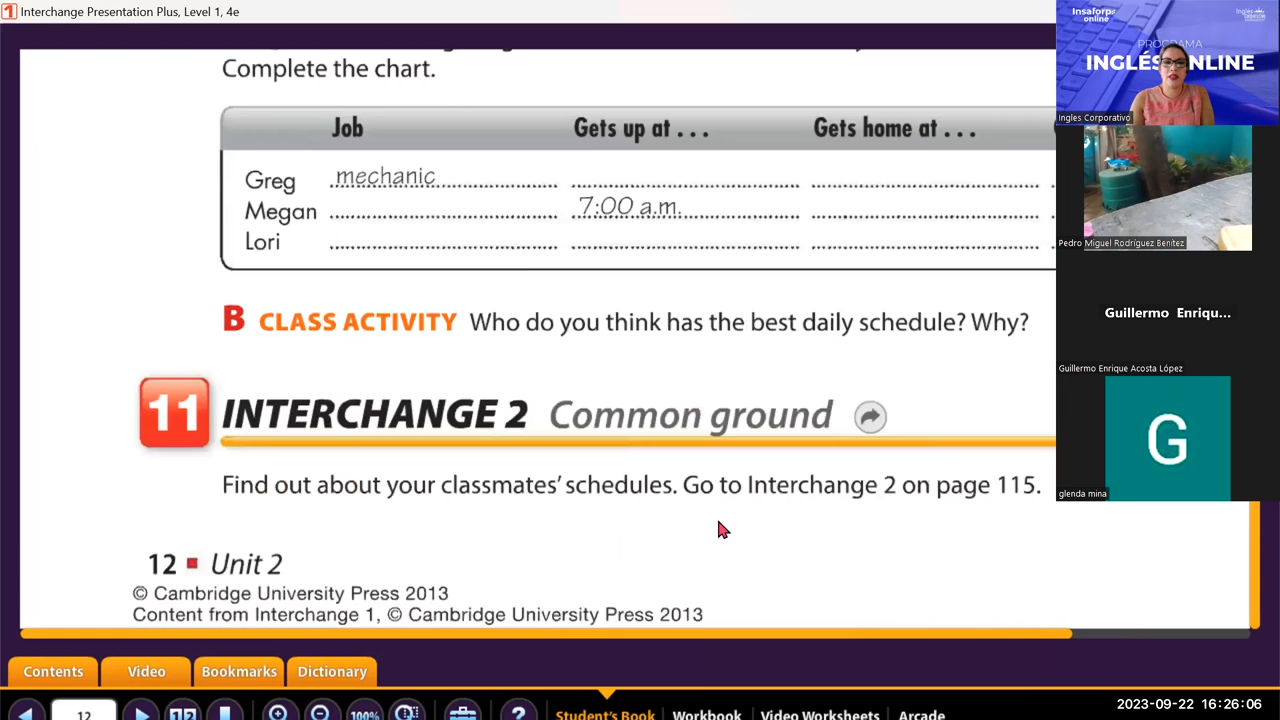 Interchange Presentation Plus, Level 1, 4e
Complete the chart.
Job Gets up at . . . Gets home at . . .
Greg mechanic
Megan 7:00 a.m.
Lori
B CLASS ACTIVITY Who do you think has the best daily schedule? Why?
11 INTERCHANGE 2 Common ground
Find out about your classmates' schedules. Go to Interchange 2 on page 115.
12 Unit 2
© Cambridge University Press 2013
Content from Interchange 1, © Cambridge University Press 2013
Contents Video Bookmarks Dictionary
12 100% ? Student's Book Workbook Video Worksheets Arcade
Insaforp online
PROGRAMA
INGLÉS ONLINE
Ingles Corporativo
Pedro Miguel Rodríguez Benítez
Guillermo Enriqu...
Guillermo Enrique Acosta López
G
glenda mina
2023-09-22 16:26:06